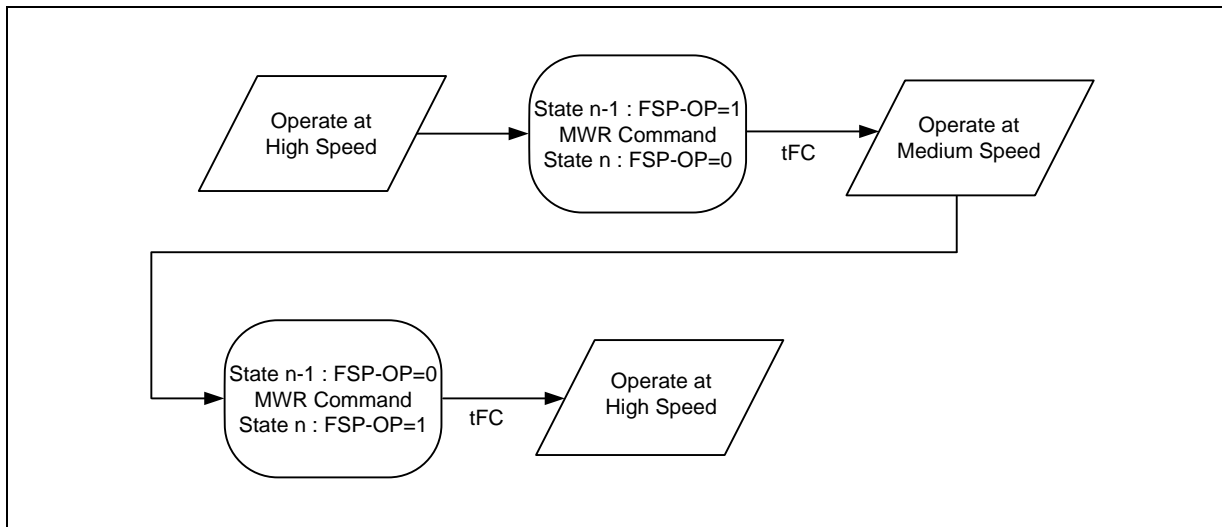 Operate at
High Speed
State n-1 : FSP-OP=1
MWR Command
State n : FSP-OP=0
tFC
Operate at
Medium Speed
State n-1 : FSP-OP=0
MWR Command
State n : FSP-OP=1
tFC
Operate at
High Speed